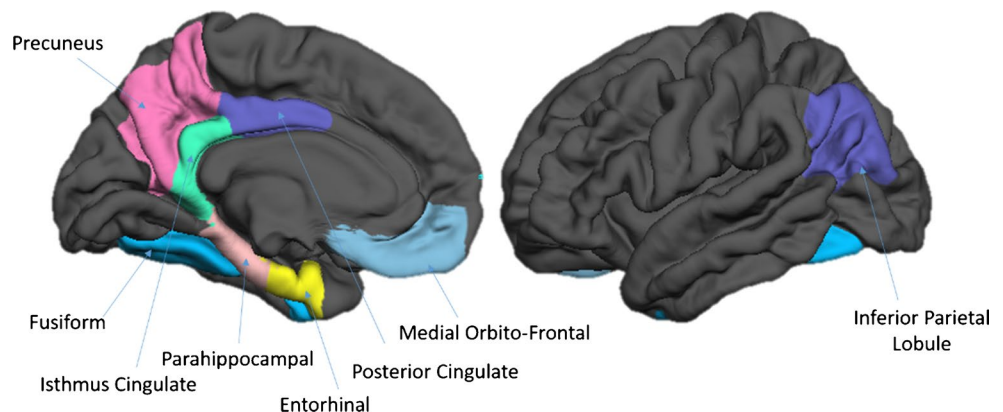 Precuneus
Fusiform
Parahippocampal
Isthmus Cingulate
Entorhinal
Medial Orbito-Frontal
Posterior Cingulate
Inferior Parietal
Lobule